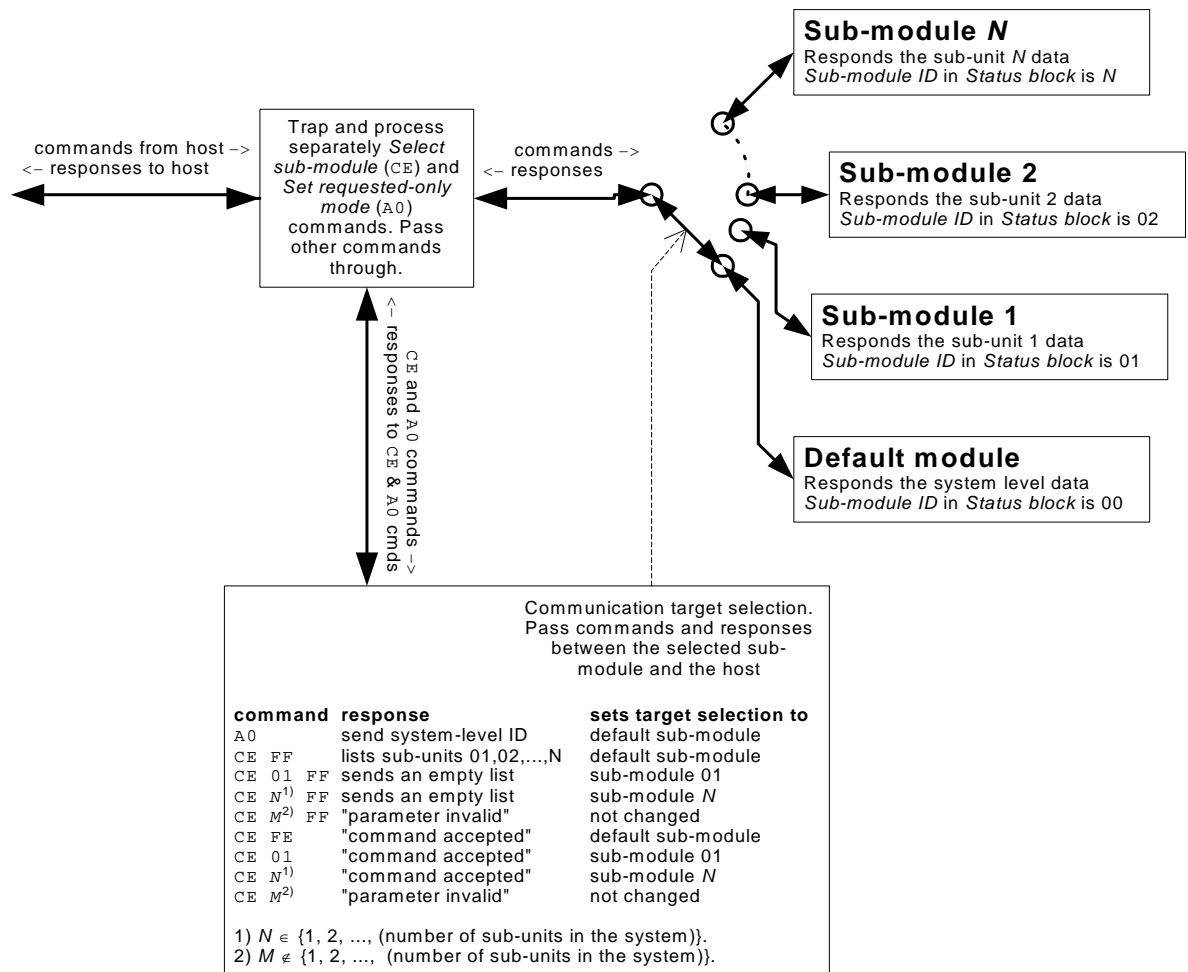 Sub-module N
Responds the sub-unit N data
Sub-module ID in Status block is N
commands from host –>
<– responses to host
Trap and process
separately Select
sub-module (CE) and
Set requested-only
mode (A0)
commands. Pass
other commands
through.
commands –>
<– responses
Sub-module 2
Responds the sub-unit 2 data
Sub-module ID in Status block is 02
Sub-module 1
Responds the sub-unit 1 data
Sub-module ID in Status block is 01
CE and A0 commands –>
<– responses to CE & A0 cmds
Default module
Responds the system level data
Sub-module ID in Status block is 00
Communication target selection.
Pass commands and responses
between the selected sub-
module and the host
command response sets target selection to
A0 send system-level ID default sub-module
CE FF lists sub-units 01,02,...,N default sub-module
CE 01 FF sends an empty list sub-module 01
CE N1) FF sends an empty list sub-module N
CE M2) FF "parameter invalid" not changed
CE FE "command accepted" default sub-module
CE 01 "command accepted" sub-module 01
CE N1) "command accepted" sub-module N
CE M2) "parameter invalid" not changed
1) N ∈ {1, 2, ..., (number of sub-units in the system)}.
2) M ∉ {1, 2, ..., (number of sub-units in the system)}.